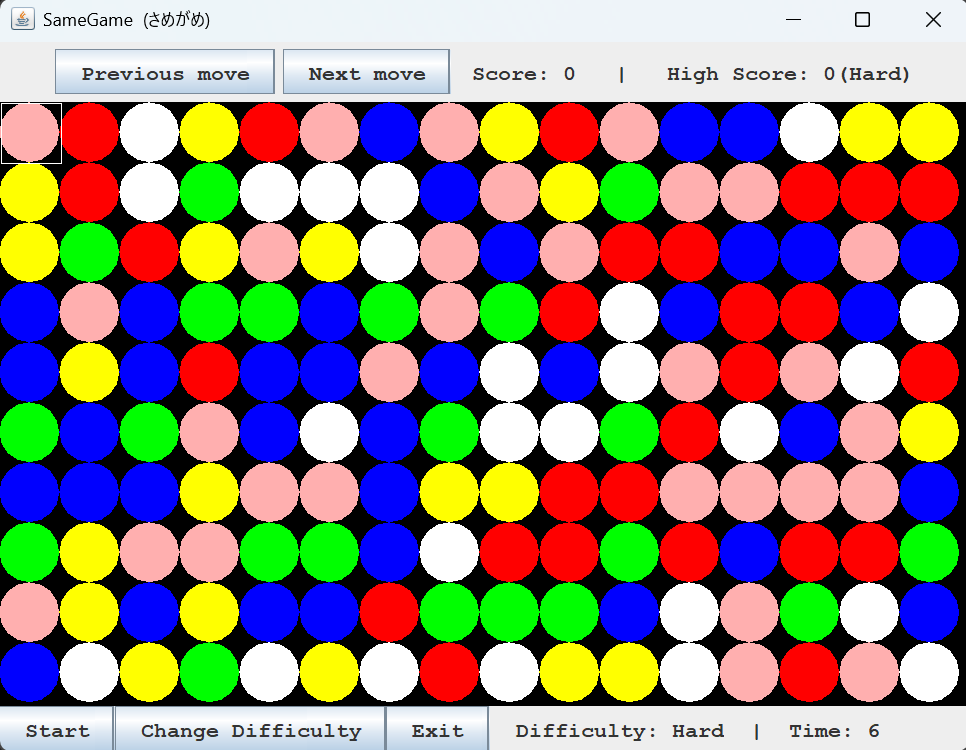 SameGame (さめがめ)
Previous move Next move Score: 0 | High Score: 0(Hard)
Start Change Difficulty Exit Difficulty: Hard | Time: 6